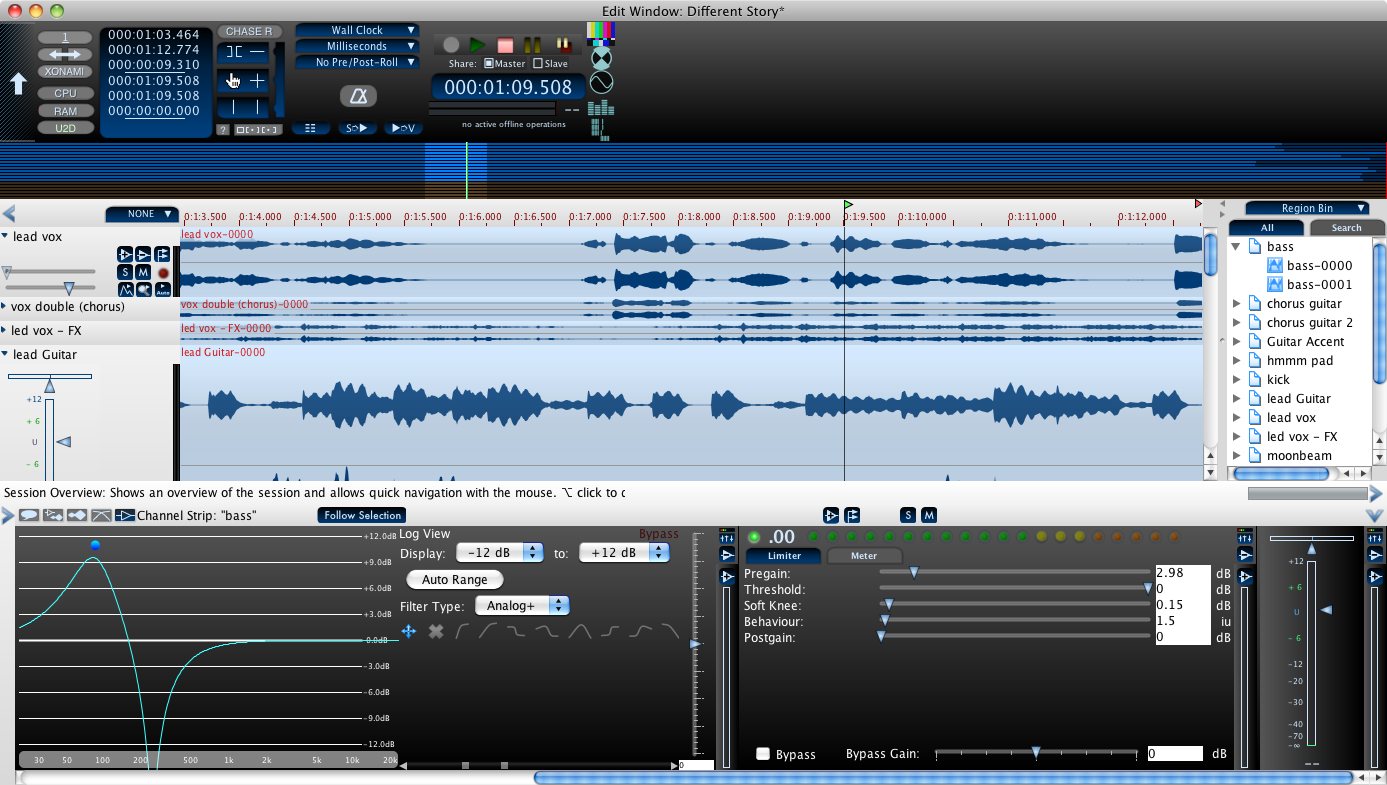 Edit Window: Different Story*
1
XONAMI
CPU
RAM
U2D
000:01:03.464
000:01:12.774
000:00:09.310
000:01:09.508
000:01:09.508
000:00:00.000
CHASE R
?
Wall Clock
Milliseconds
No Pre/Post-Roll
Share: Master Slave
000:01:09.508
--
no active offline operations
NONE
0:1:3.500 0:1:4.000 0:1:4.500 0:1:5.000 0:1:5.500 0:1:6.000 0:1:6.500 0:1:7.000 0:1:7.500 0:1:8.000 0:1:8.500 0:1:9.000 0:1:9.500 0:1:10.000 0:1:11.000 0:1:12.000
lead vox
S M
Auto
lead vox-0000
vox double (chorus)
vox double (chorus)-0000
led vox - FX
led vox - FX-0000
lead Guitar
lead Guitar-0000
+12
+ 6
U
- 6
Region Bin
All Search
bass
bass-0000
bass-0001
chorus guitar
chorus guitar 2
Guitar Accent
hmmm pad
kick
lead Guitar
lead vox
led vox - FX
moonbeam
Session Overview: Shows an overview of the session and allows quick navigation with the mouse. ⌥ click to c
Channel Strip: "bass"
Follow Selection
S M
+12.0dB
+9.0dB
+6.0dB
+3.0dB
0.0dB
-3.0dB
-6.0dB
-9.0dB
-12.0dB
30 50 100 200 500 1k 2k 5k 10k 20k
Log View
Bypass
Display: -12 dB to: +12 dB
Auto Range
Filter Type: Analog+
0
.00
Limiter Meter
Pregain: 2.98 dB
Threshold: 0 dB
Soft Knee: 0.15 dB
Behaviour: 1.5 iu
Postgain: 0 dB
Bypass
Bypass Gain: 0 dB
+12
+ 6
U
- 6
-12
-20
-30
-40
-70
-∞
--